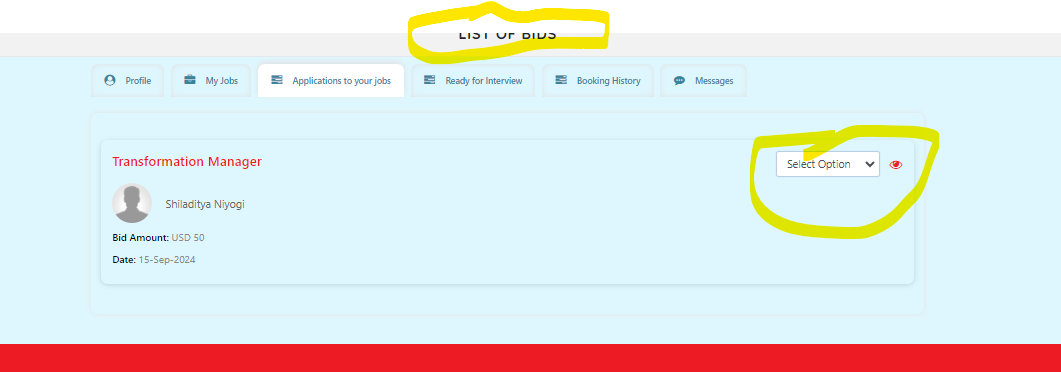 LIST OF BIDS
Profile
My Jobs
Applications to your jobs
Ready for Interview
Booking History
Messages
Transformation Manager
Select Option
Shiladitya Niyogi
Bid Amount: USD 50
Date: 15-Sep-2024